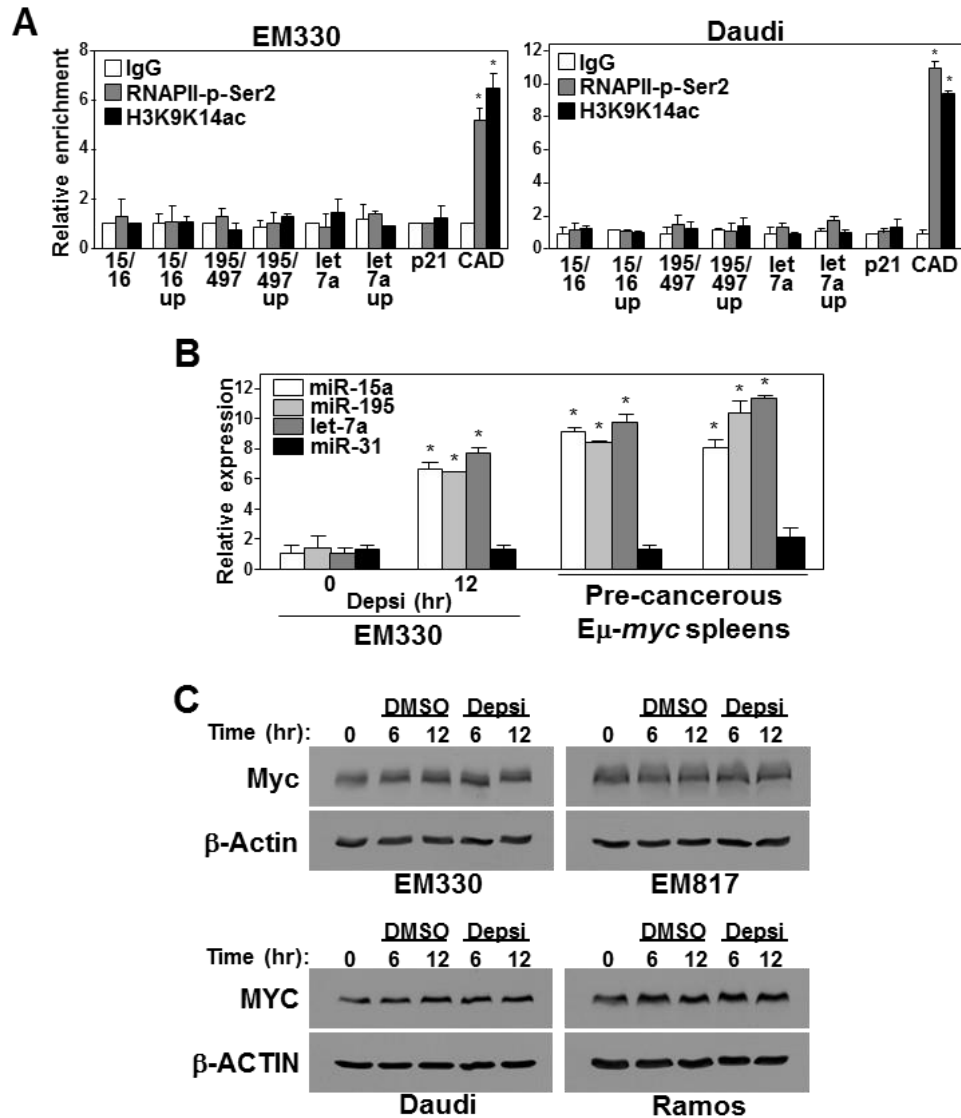 A
EM330
Relative enrichment
8
6
4
2
0
IgG
RNAPII-p-Ser2
H3K9K14ac
* *
15/16
15/16 up
195/497
195/497 up
let 7a
let 7a up
p21
CAD
Daudi
12
10
8
6
4
2
0
IgG
RNAPII-p-Ser2
H3K9K14ac
* *
15/16
15/16 up
195/497
195/497 up
let 7a
let 7a up
p21
CAD
B
Relative expression
12
10
8
6
4
2
0
miR-15a
miR-195
let-7a
miR-31
* * * * * * * * *
0 12
Depsi (hr)
EM330
Pre-cancerous
Eμ-myc spleens
C
DMSO Depsi
Time (hr): 0 6 12 6 12
Myc
β-Actin
EM330
DMSO Depsi
0 6 12 6 12
EM817
DMSO Depsi
Time (hr): 0 6 12 6 12
MYC
β-ACTIN
Daudi
DMSO Depsi
0 6 12 6 12
Ramos